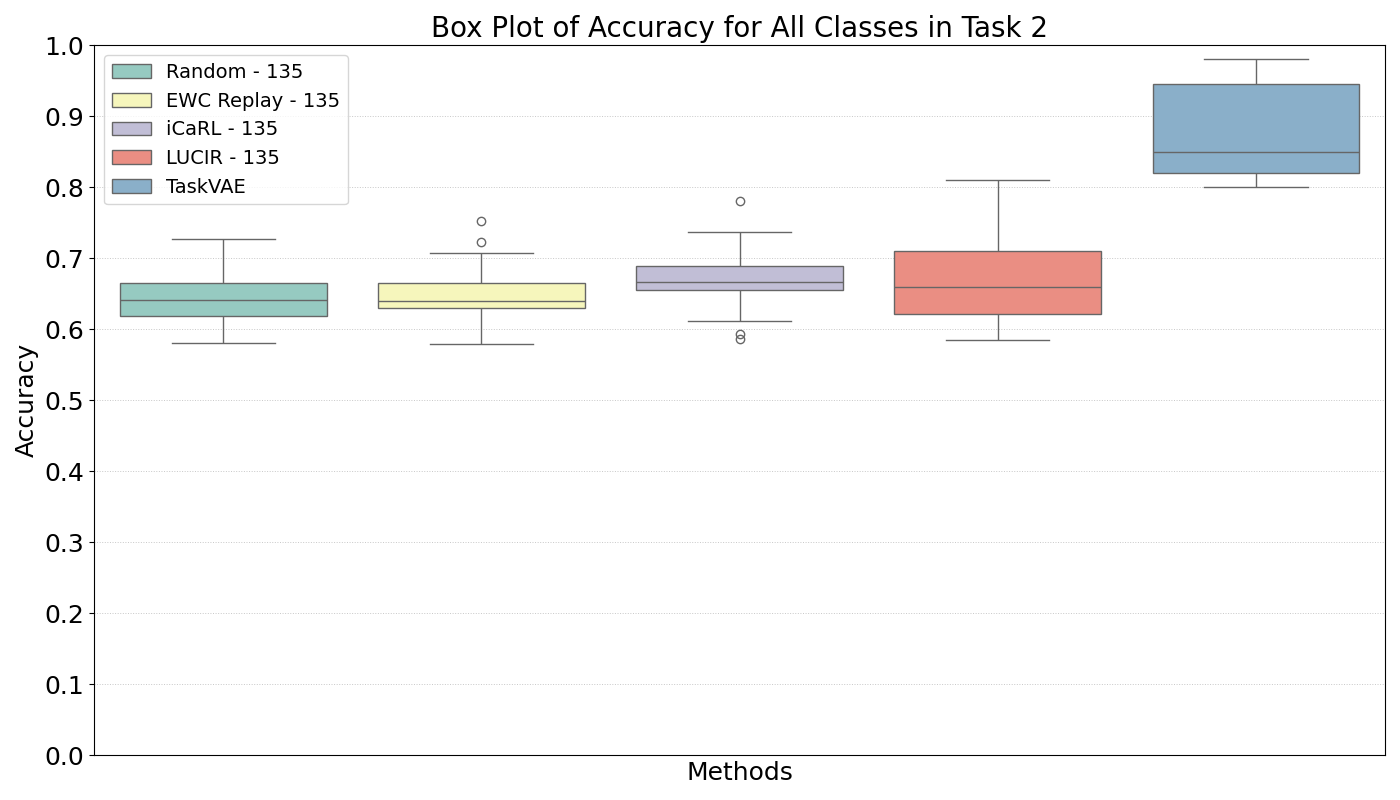 Box Plot of Accuracy for All Classes in Task 2
1.0
0.9
0.8
0.7
0.6
0.5
0.4
0.3
0.2
0.1
0.0
Accuracy
Random - 135
EWC Replay - 135
iCaRL - 135
LUCIR - 135
TaskVAE
Methods